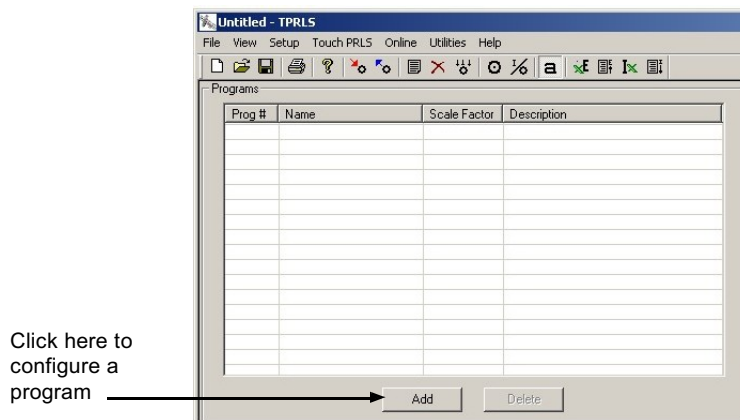 Untitled - TPRLS
File View Setup Touch PRLS Online Utilities Help
a E I
Programs
Prog # Name Scale Factor Description
Click here to
configure a
program
Add Delete